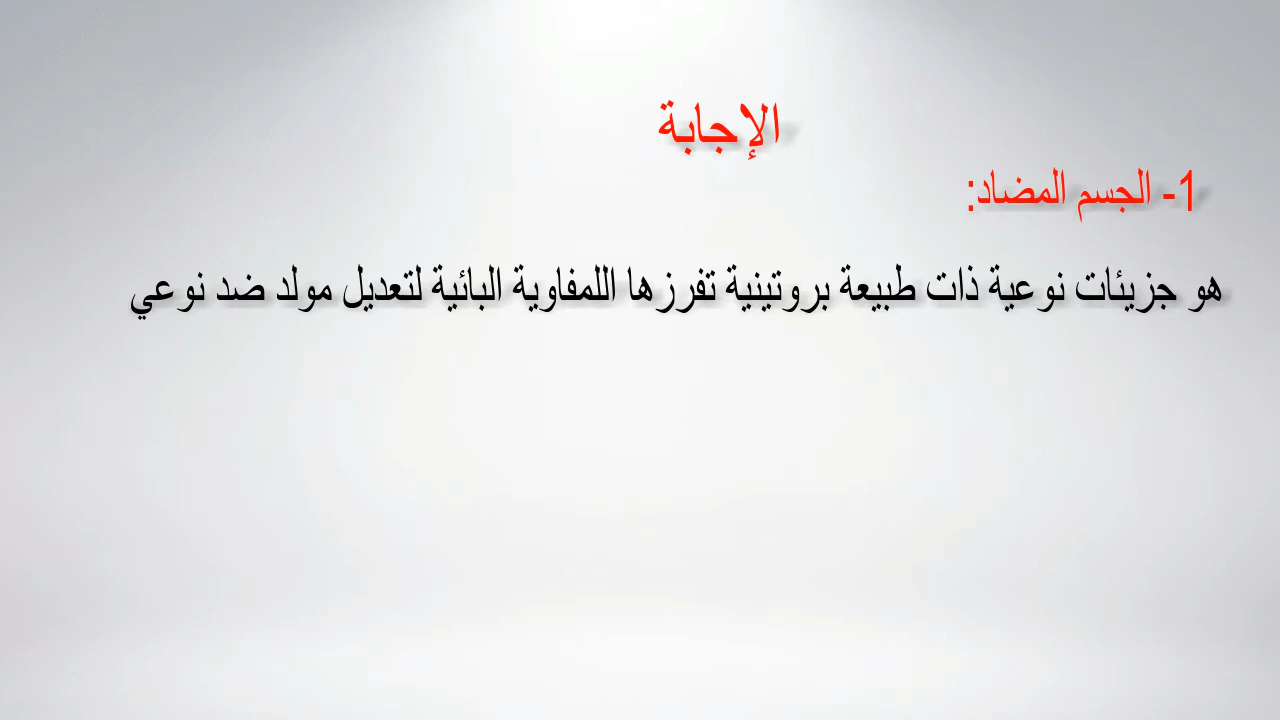 الإجابة
1- الجسم المضاد:
هو جزيئات نوعية ذات طبيعة بروتينية تفرزها اللمفاوية البائية لتعديل مولد ضد نوعي